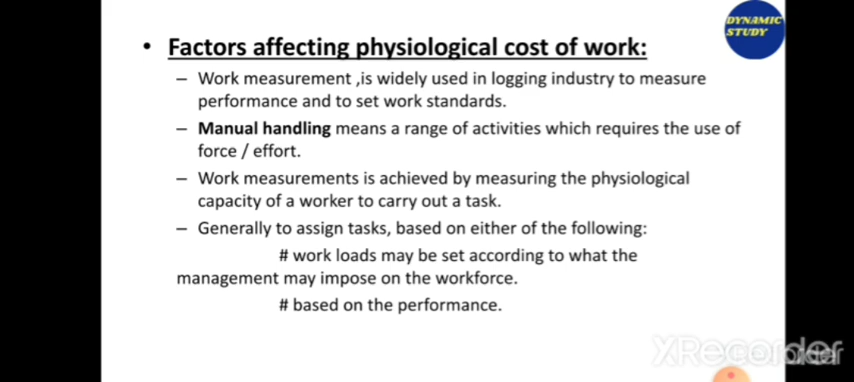 DYNAMIC
STUDY
• Factors affecting physiological cost of work:
– Work measurement ,is widely used in logging industry to measure
performance and to set work standards.
– Manual handling means a range of activities which requires the use of
force / effort.
– Work measurements is achieved by measuring the physiological
capacity of a worker to carry out a task.
– Generally to assign tasks, based on either of the following:
# work loads may be set according to what the
management may impose on the workforce.
# based on the performance.
XRecorder